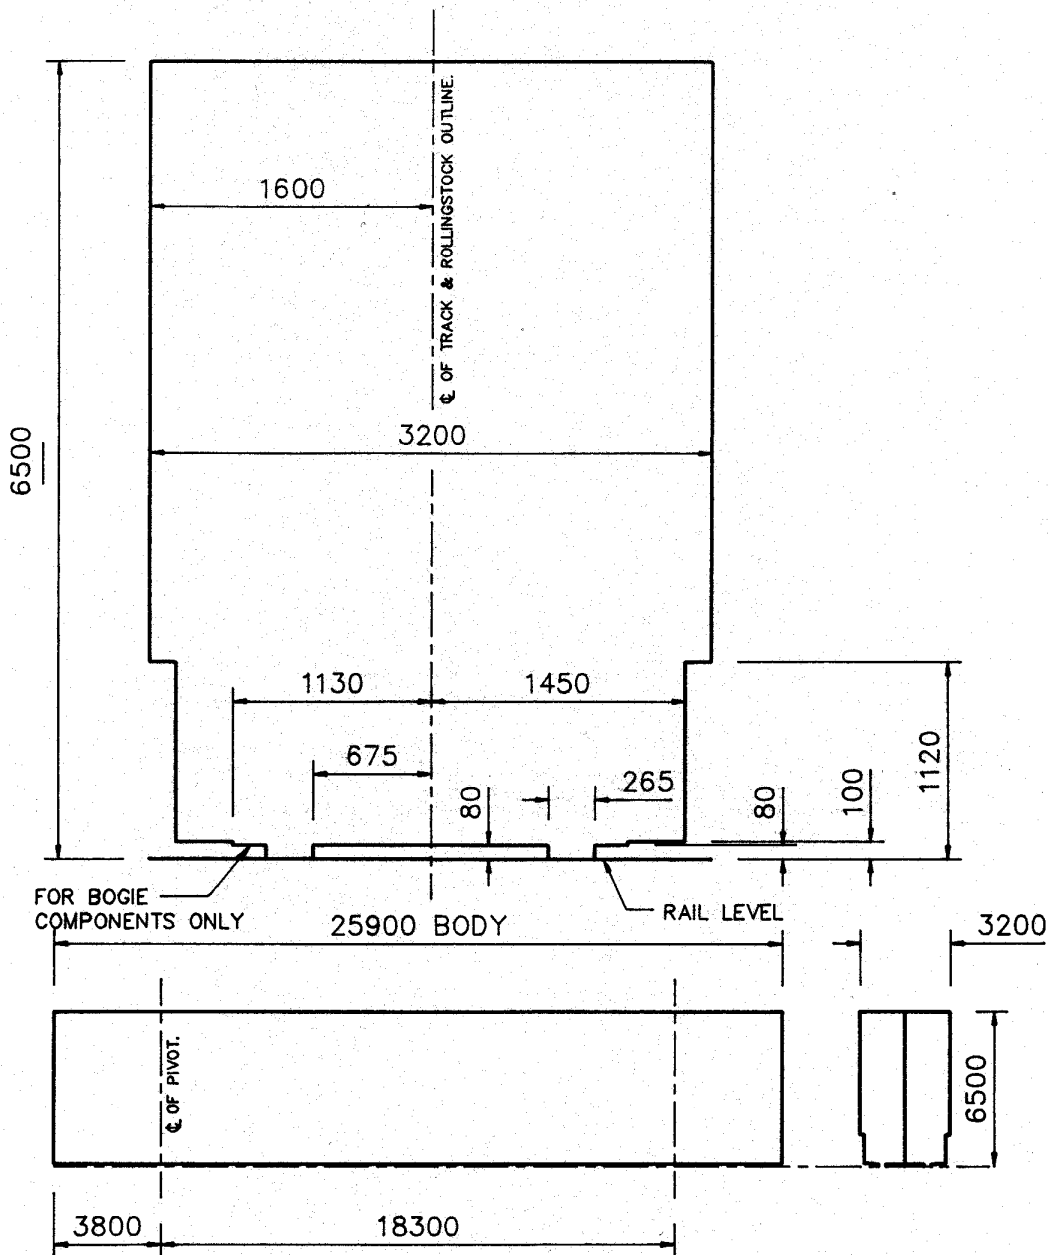 ℄ OF TRACK & ROLLINGSTOCK OUTLINE.
1600
3200
6500
1130
1450
675
265
80
80
100
1120
FOR BOGIE
COMPONENTS ONLY
RAIL LEVEL
25900 BODY
3200
℄ OF PIVOT.
6500
3800
18300